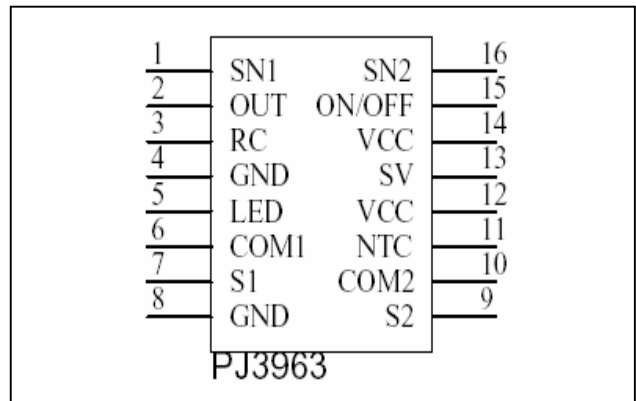 1 SN1 SN2 16
2 OUT ON/OFF 15
3 RC VCC 14
4 GND SV 13
5 LED VCC 12
6 COM1 NTC 11
7 S1 COM2 10
8 GND S2 9
PJ3963